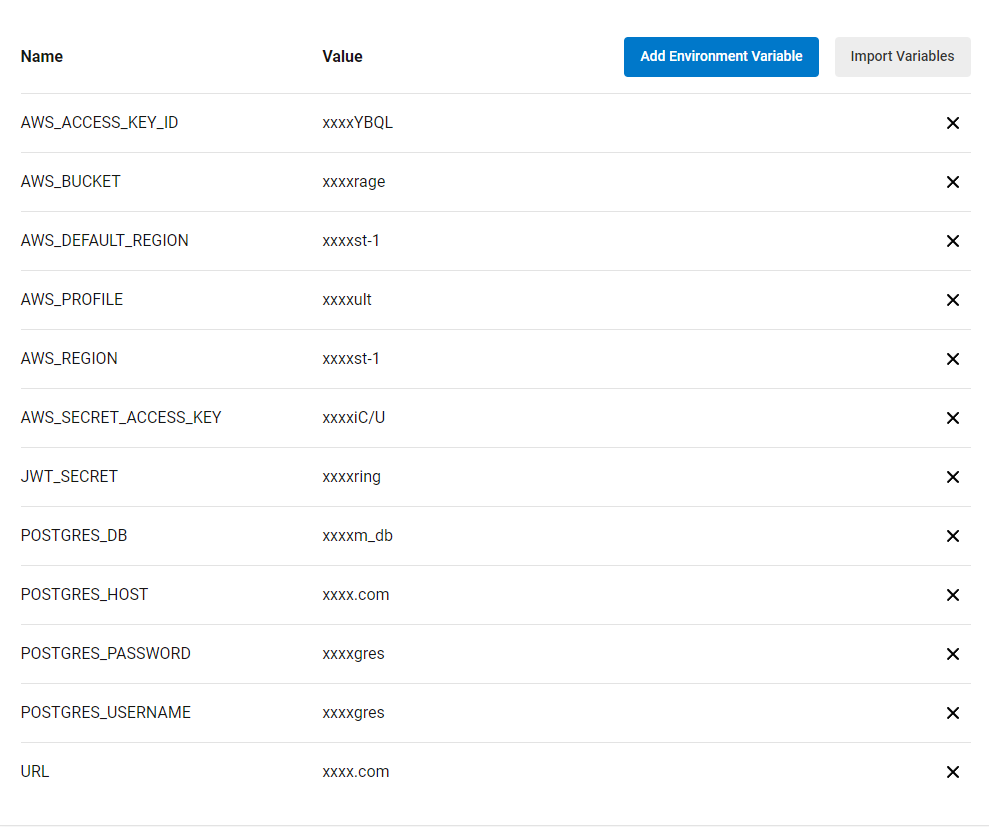 Name Value Add Environment Variable Import Variables
AWS_ACCESS_KEY_ID xxxxYBQL
AWS_BUCKET xxxxrage
AWS_DEFAULT_REGION xxxxst-1
AWS_PROFILE xxxxult
AWS_REGION xxxxst-1
AWS_SECRET_ACCESS_KEY xxxxiC/U
JWT_SECRET xxxxring
POSTGRES_DB xxxxm_db
POSTGRES_HOST xxxx.com
POSTGRES_PASSWORD xxxxgres
POSTGRES_USERNAME xxxxgres
URL xxxx.com